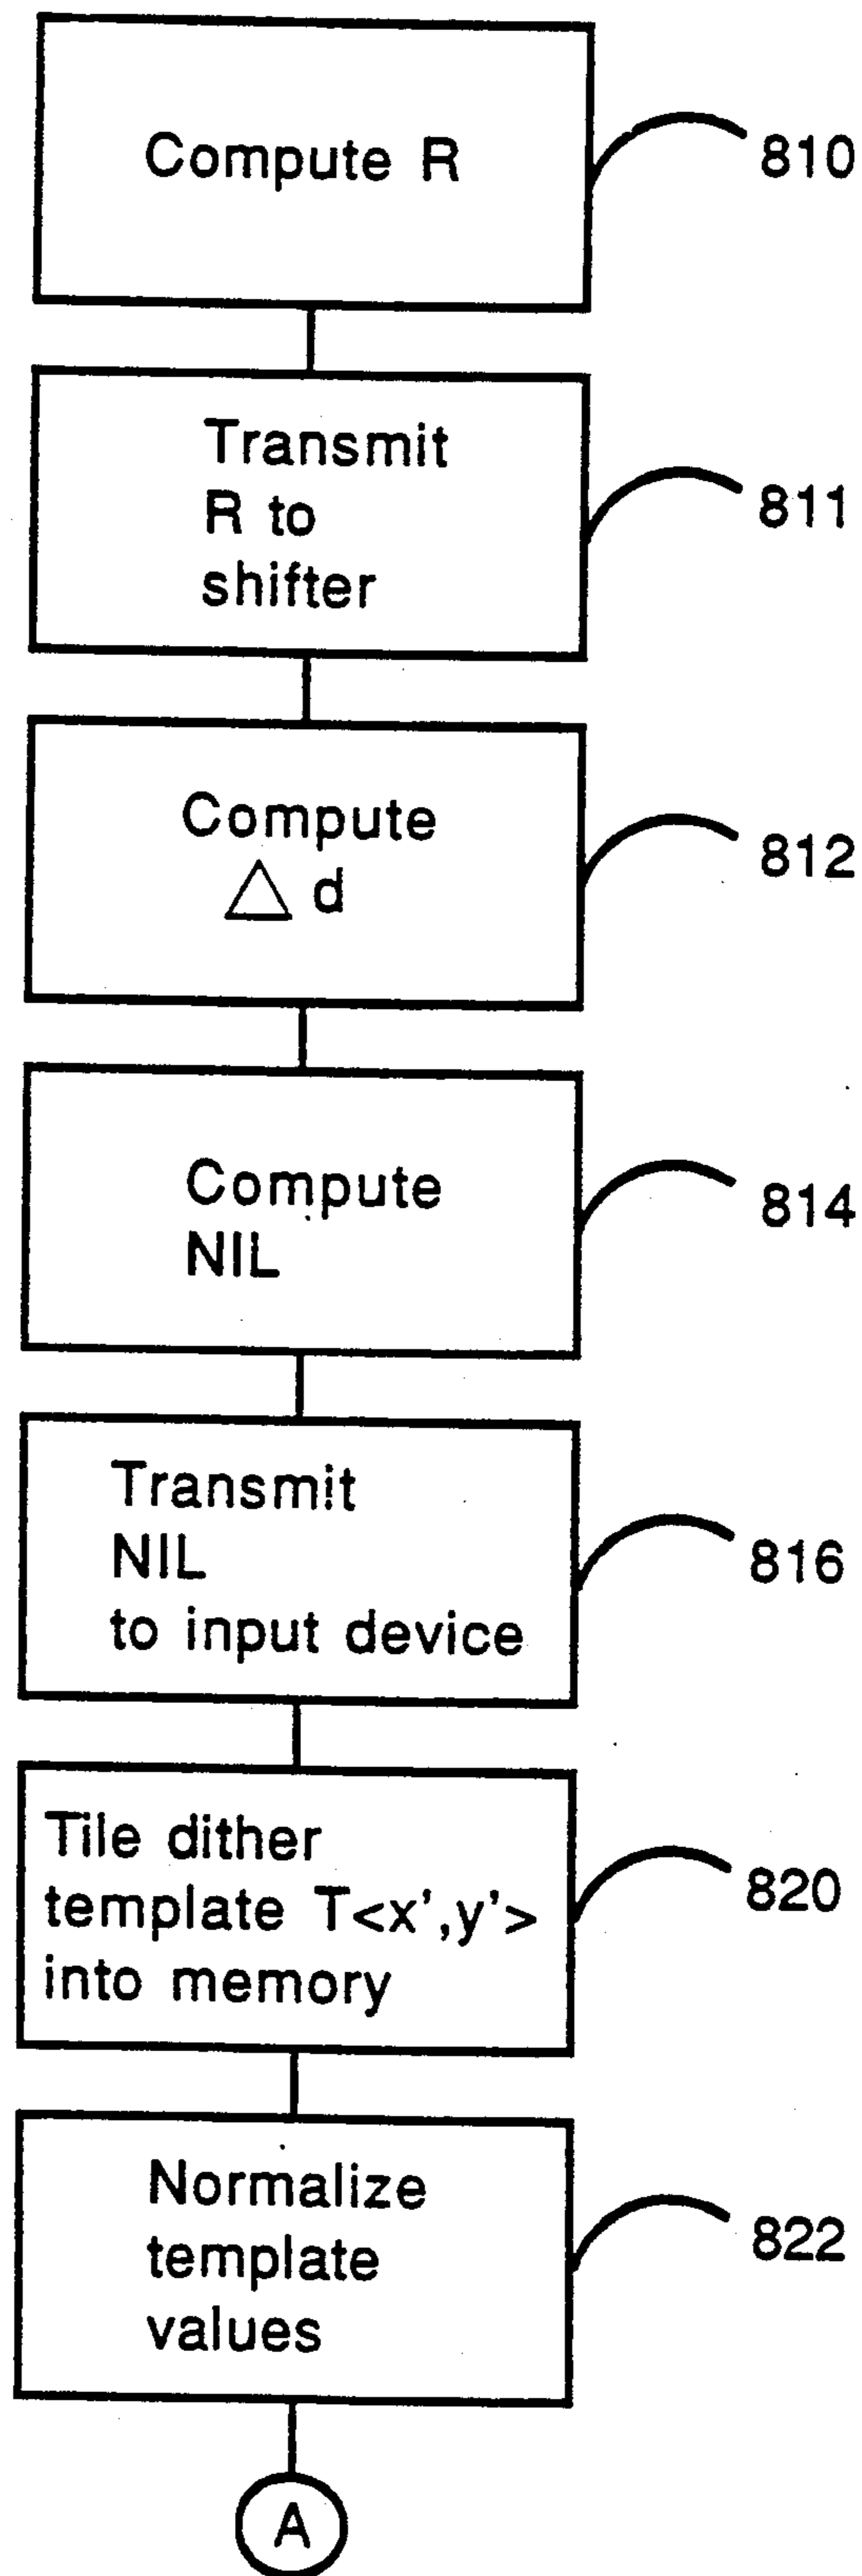 Compute R
810
Transmit
R to
shifter
811
Compute
△ d
812
Compute
NIL
814
Transmit
NIL
to input device
816
Tile dither
template T<x’,y’>
into memory
820
Normalize
template
values
822
A